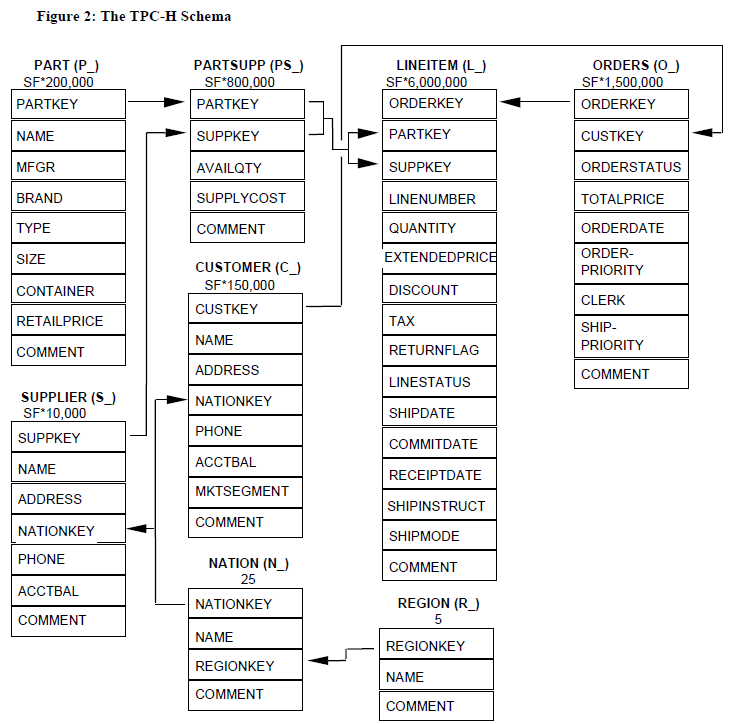 Figure 2: The TPC-H Schema
PART (P_)
SF*200,000
PARTKEY
NAME
MFGR
BRAND
TYPE
SIZE
CONTAINER
RETAILPRICE
COMMENT
SUPPLIER (S_)
SF*10,000
SUPPKEY
NAME
ADDRESS
NATIONKEY
PHONE
ACCTBAL
COMMENT
PARTSUPP (PS_)
SF*800,000
PARTKEY
SUPPKEY
AVAILQTY
SUPPLYCOST
COMMENT
CUSTOMER (C_)
SF*150,000
CUSTKEY
NAME
ADDRESS
NATIONKEY
PHONE
ACCTBAL
MKTSEGMENT
COMMENT
NATION (N_)
25
NATIONKEY
NAME
REGIONKEY
COMMENT
LINEITEM (L_)
SF*6,000,000
ORDERKEY
PARTKEY
SUPPKEY
LINENUMBER
QUANTITY
EXTENDEDPRICE
DISCOUNT
TAX
RETURNFLAG
LINESTATUS
SHIPDATE
COMMITDATE
RECEIPTDATE
SHIPINSTRUCT
SHIPMODE
COMMENT
REGION (R_)
5
REGIONKEY
NAME
COMMENT
ORDERS (O_)
SF*1,500,000
ORDERKEY
CUSTKEY
ORDERSTATUS
TOTALPRICE
ORDERDATE
ORDER-
PRIORITY
CLERK
SHIP-
PRIORITY
COMMENT